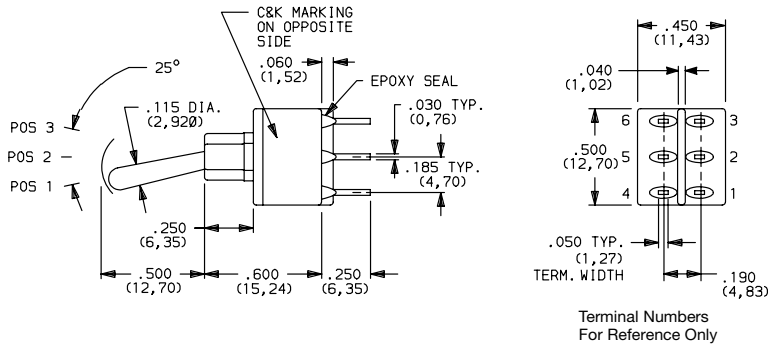 C&K MARKING
ON OPPOSITE
SIDE
.060
(1,52)
EPOXY SEAL
25°
.115 DIA.
(2,920)
.030 TYP.
(0,76)
POS 3
POS 2
POS 1
.185 TYP.
(4,70)
.250
(6,35)
.500
(12,70)
.600
(15,24)
.250
(6,35)
.450
(11,43)
.040
(1,02)
6
3
.500
(12,70)
5
2
4
1
.050 TYP.
(1,27)
TERM. WIDTH
.190
(4,83)
Terminal Numbers
For Reference Only